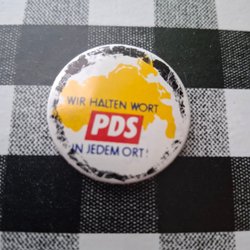 WIR HALTEN WORT
PDS
IN JEDEM ORT!